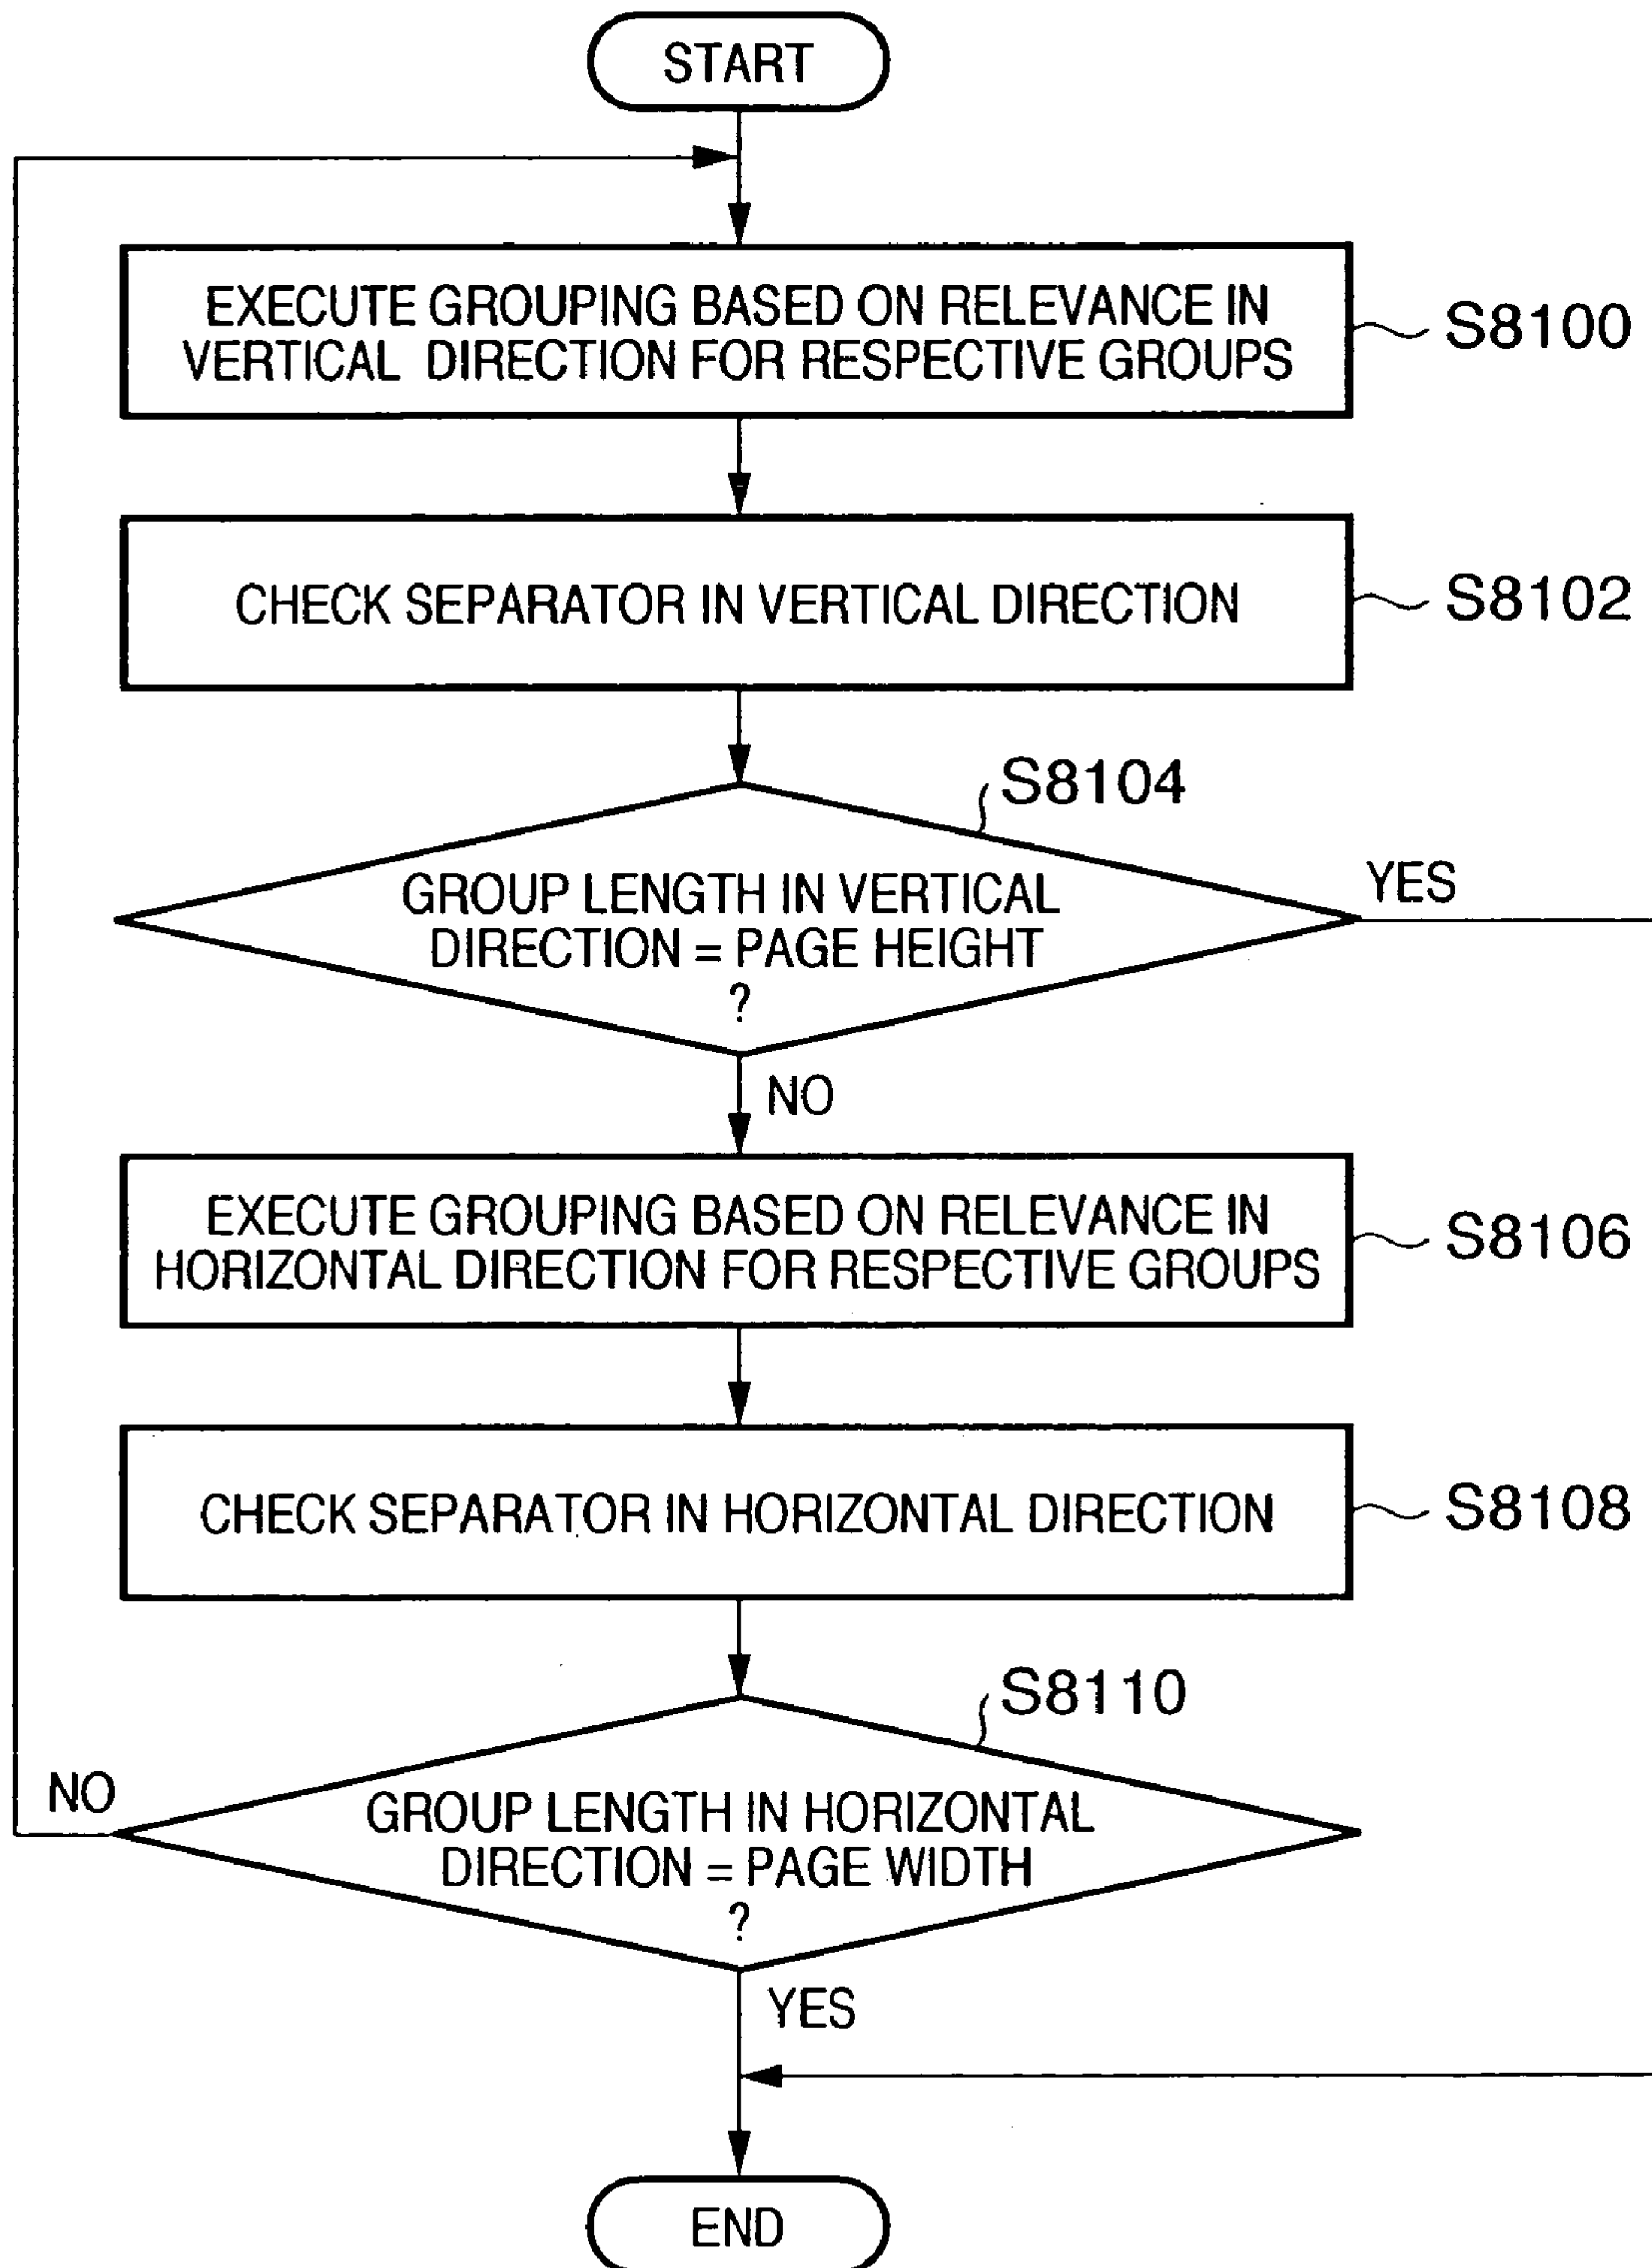 START
EXECUTE GROUPING BASED ON RELEVANCE IN
VERTICAL DIRECTION FOR RESPECTIVE GROUPS
S8100
CHECK SEPARATOR IN VERTICAL DIRECTION
S8102
S8104
GROUP LENGTH IN VERTICAL
DIRECTION = PAGE HEIGHT
?
YES
NO
EXECUTE GROUPING BASED ON RELEVANCE IN
HORIZONTAL DIRECTION FOR RESPECTIVE GROUPS
S8106
CHECK SEPARATOR IN HORIZONTAL DIRECTION
S8108
S8110
NO
GROUP LENGTH IN HORIZONTAL
DIRECTION = PAGE WIDTH
?
YES
END